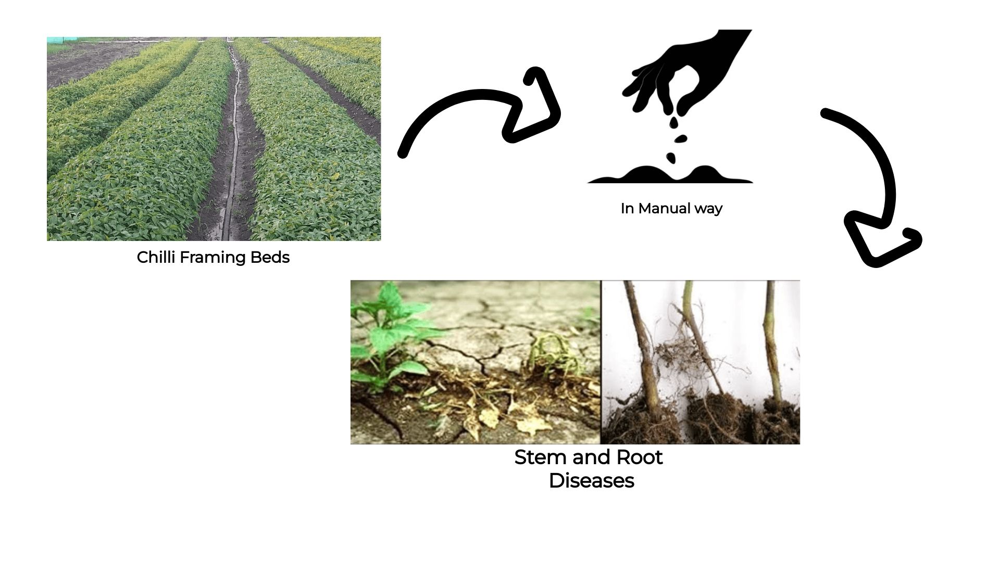 In Manual way
Chilli Framing Beds
Stem and Root
Diseases